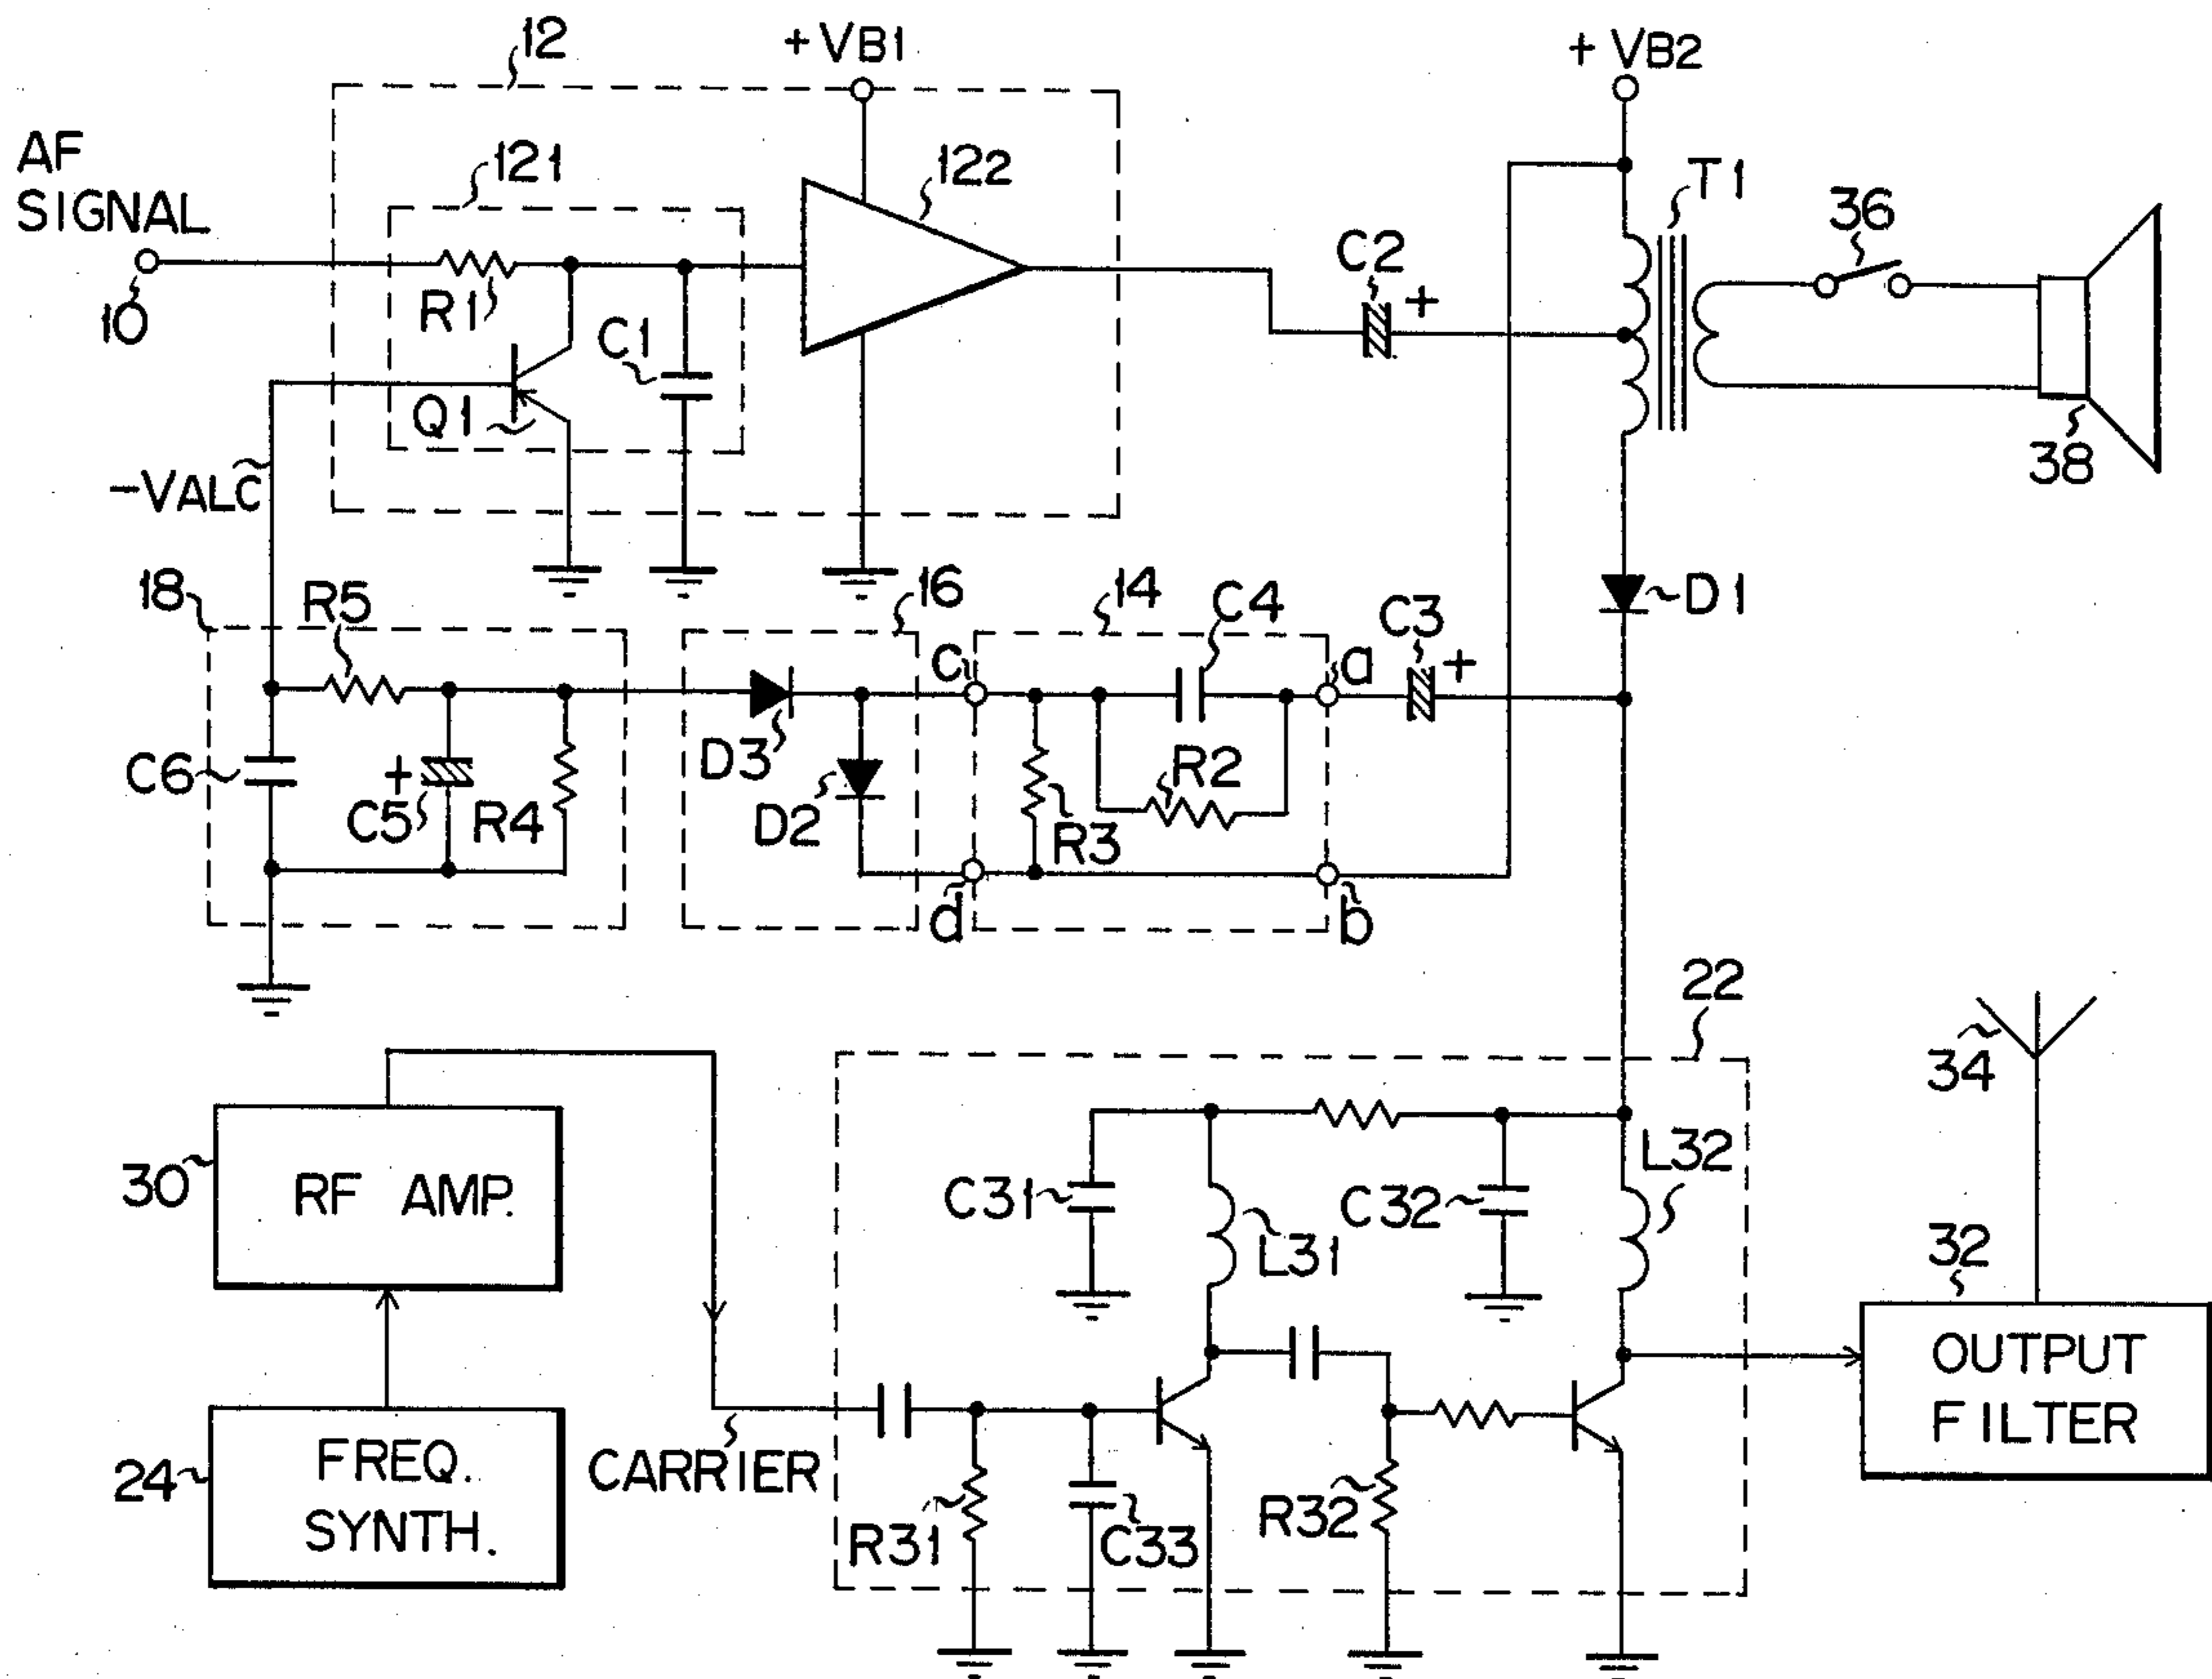 12
+VB1
+VB2
AF
SIGNAL
121
122
T1
36
C2
+
10
R1
C1
Q1
38
-VALC
18
R5
16
14
C4
C3
+
D1
c
a
C6
+
C5
R4
D3
D2
R2
R3
d
b
22
34
30
RF AMP.
C31
L31
C32
L32
32
OUTPUT
FILTER
24
FREQ.
SYNTH.
CARRIER
R31
C33
R32